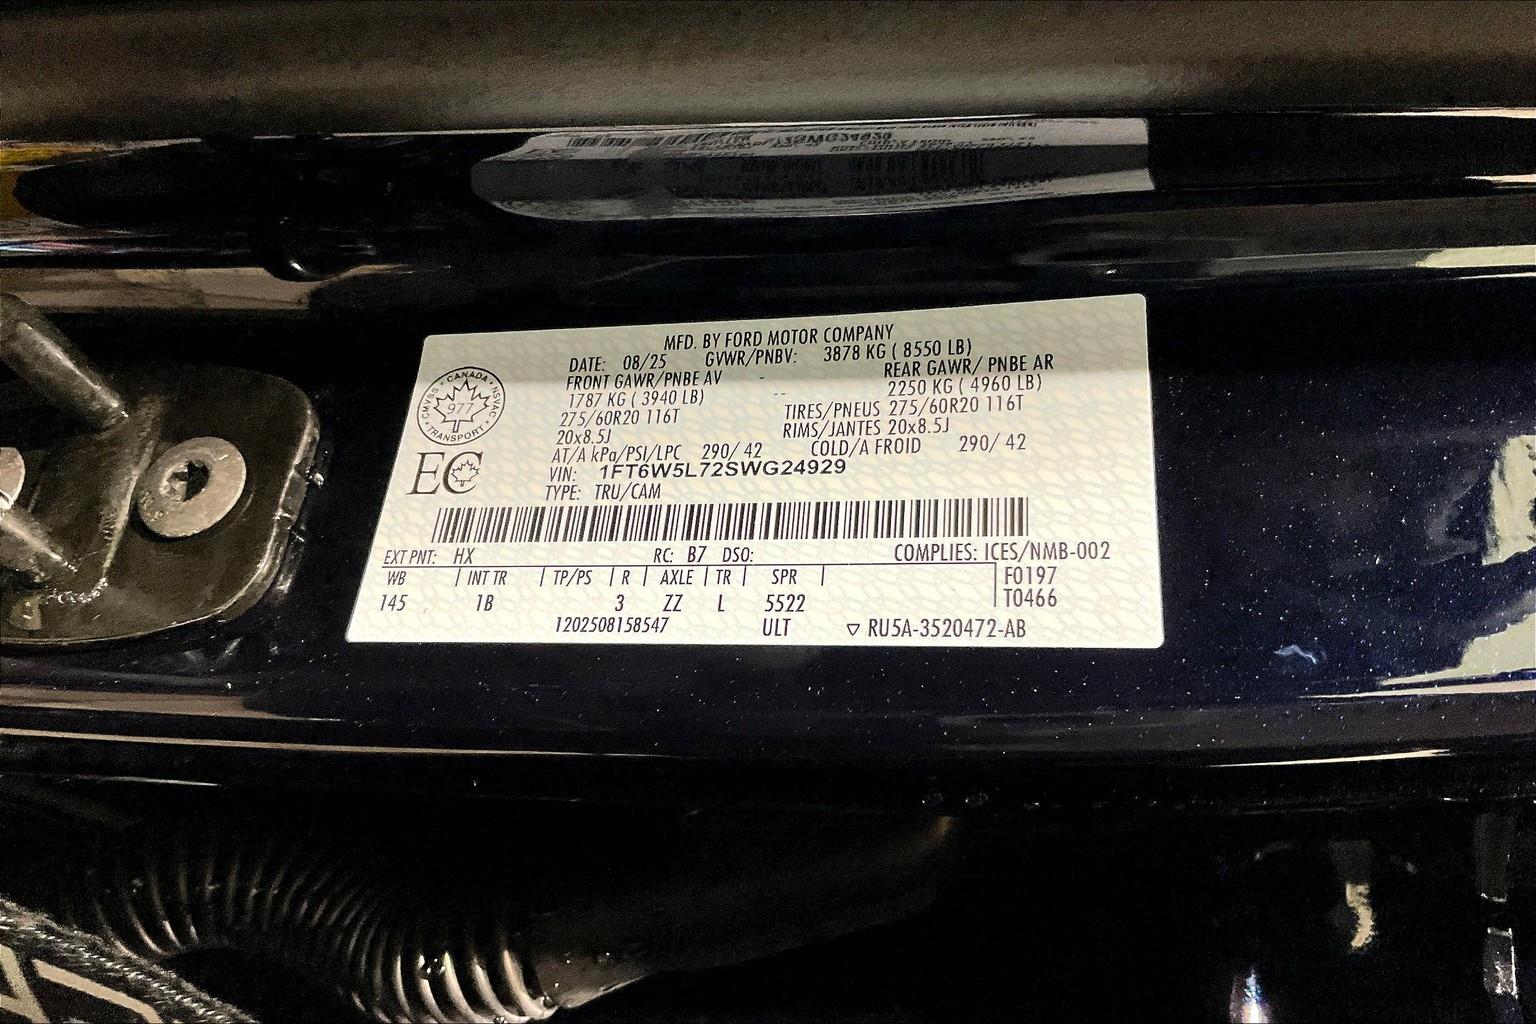 MFD. BY FORD MOTOR COMPANY
DATE: 08/25 GVWR/PNBV: 3878 KG ( 8550 LB)
FRONT GAWR/PNBE AV - REAR GAWR/ PNBE AR
1787 KG ( 3940 LB) -- 2250 KG ( 4960 LB)
275/60R20 116T TIRES/PNEUS 275/60R20 116T
20x8.5J RIMS/JANTES 20x8.5J
AT/A kPa/PSI/LPC 290/ 42 COLD/A FROID 290/ 42
VIN: 1FT6W5L72SWG24929
TYPE: TRU/CAM
CANADA
CMVSS NSVAC
977
TRANSPORT
EC
EXT PNT: HX RC: B7 DSO: COMPLIES: ICES/NMB-002
WB | INT TR | TP/PS | R | AXLE | TR | SPR | F0197
145 1B 3 ZZ L 5522 T0466
1202508158547 ULT ▽ RU5A-3520472-AB